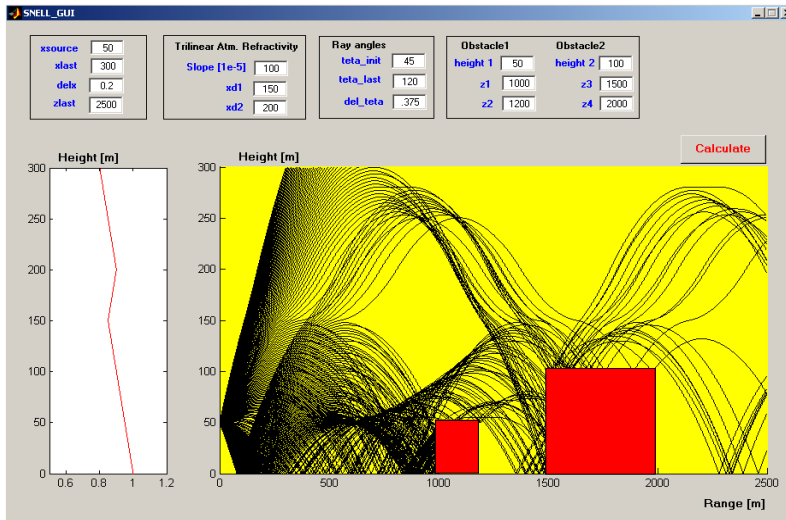 SNELL_GUI
xsource 50
xlast 300
delx 0.2
zlast 2500
Trilinear Atm. Refractivity
Slope [1e-5] 100
xd1 150
xd2 200
Ray angles
teta_init 45
teta_last 120
del_teta .375
Obstacle1 Obstacle2
height 1 50 height 2 100
z1 1000 z3 1500
z2 1200 z4 2000
Calculate
Height [m]
300
250
200
150
100
50
0
0.6 0.8 1 1.2
Height [m]
300
250
200
150
100
50
0
0 500 1000 1500 2000 2500
Range [m]